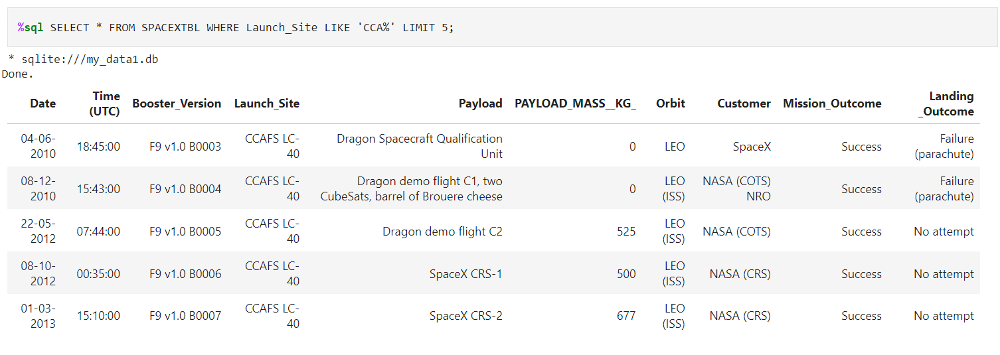 %sql SELECT * FROM SPACEXTBL WHERE Launch_Site LIKE 'CCA%' LIMIT 5;
* sqlite:///my_data1.db
Done.
Date Time (UTC) Booster_Version Launch_Site Payload PAYLOAD_MASS__KG_ Orbit Customer Mission_Outcome Landing _Outcome
04-06-2010 18:45:00 F9 v1.0 B0003 CCAFS LC-40 Dragon Spacecraft Qualification Unit 0 LEO SpaceX Success Failure (parachute)
08-12-2010 15:43:00 F9 v1.0 B0004 CCAFS LC-40 Dragon demo flight C1, two CubeSats, barrel of Brouere cheese 0 LEO (ISS) NASA (COTS) NRO Success Failure (parachute)
22-05-2012 07:44:00 F9 v1.0 B0005 CCAFS LC-40 Dragon demo flight C2 525 LEO (ISS) NASA (COTS) Success No attempt
08-10-2012 00:35:00 F9 v1.0 B0006 CCAFS LC-40 SpaceX CRS-1 500 LEO (ISS) NASA (CRS) Success No attempt
01-03-2013 15:10:00 F9 v1.0 B0007 CCAFS LC-40 SpaceX CRS-2 677 LEO (ISS) NASA (CRS) Success No attempt